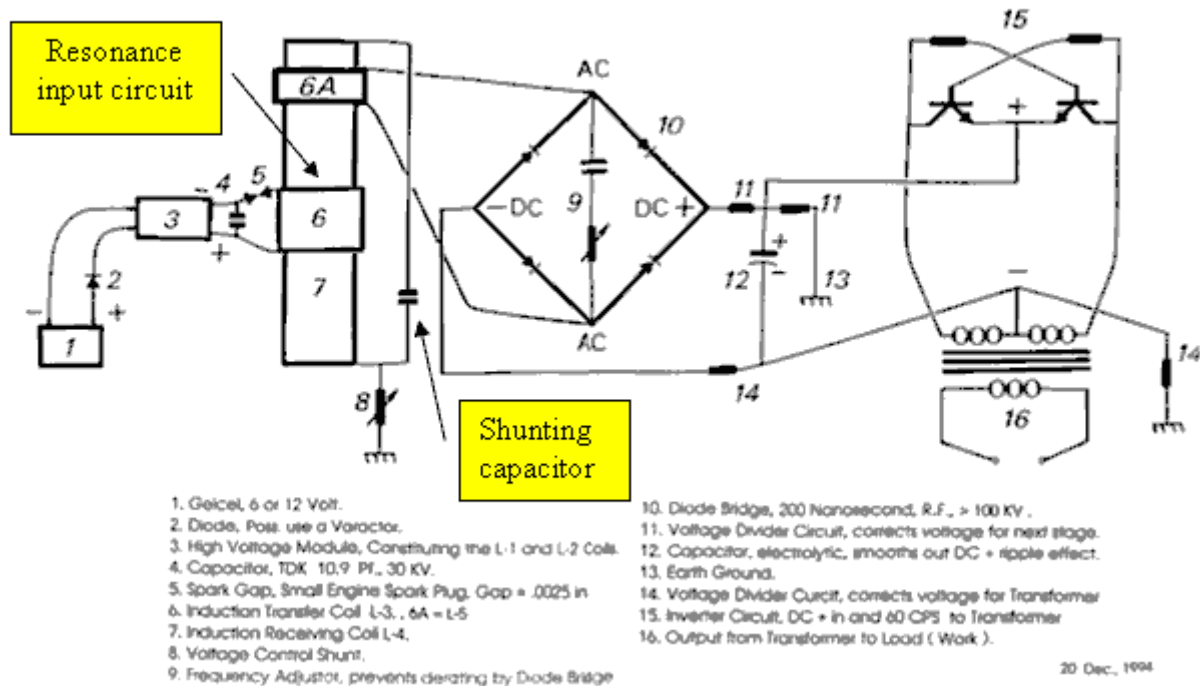 Resonance
input circuit
6A
AC
10
15
+
4
5
-
3
6
- DC
9
DC +
11
11
+
2
7
+
12
-
13
-
-
+
1
AC
14
14
8
16
Shunting
capacitor
1. Gelcel, 6 or 12 Volt.
2. Diode, Poss. use a Varactor.
3. High Voltage Module, Constituting the L-1 and L-2 Coils.
4. Capacitor, TDK 10.9 Pf., 30 KV.
5. Spark Gap, Small Engine Spark Plug, Gap = .0025 in
6. Induction Transfer Coil L-3, , 6A = L-5
7. Induction Receiving Coil L-4.
8. Voltage Control Shunt.
9. Frequency Adjustor, prevents derating by Diode Bridge
10. Diode Bridge, 200 Nanosecond, R.F., > 100 KV .
11. Voltage Divider Circuit, corrects voltage for next stage.
12. Capacitor, electrolytic, smooths out DC + ripple effect.
13. Earth Ground.
14. Voltage Divider Curcit, corrects voltage for Transformer
15. Inverter Circuit, DC + in and 60 CPS to Transformer
16. Output from Transformer to Load ( Work ).
20 Dec., 1994